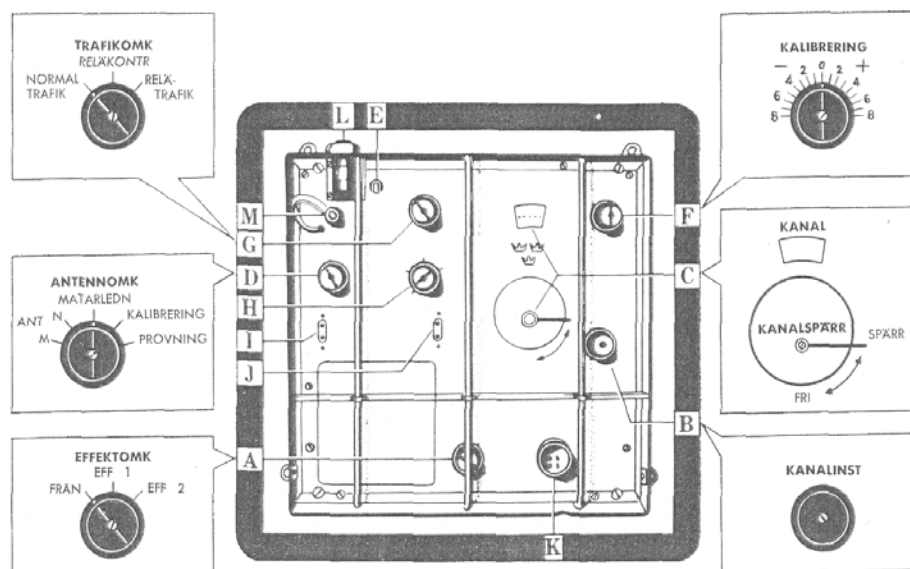 TRAFIKOMK
RELÄKONTR
NORMAL
TRAFIK
RELÄ-
TRAFIK
ANTENNOMK
MATARLEDN
ANT
N
M
KALIBRERING
PROVNING
EFFEKTOMK
EFF 1
FRÅN
EFF 2
L
E
M
G
D
H
I
J
A
K
F
C
B
KALIBRERING
- 8 6 4 2 0 2 4 6 8 +
KANAL
KANALSPÄRR
SPÄRR
FRI
KANALINST